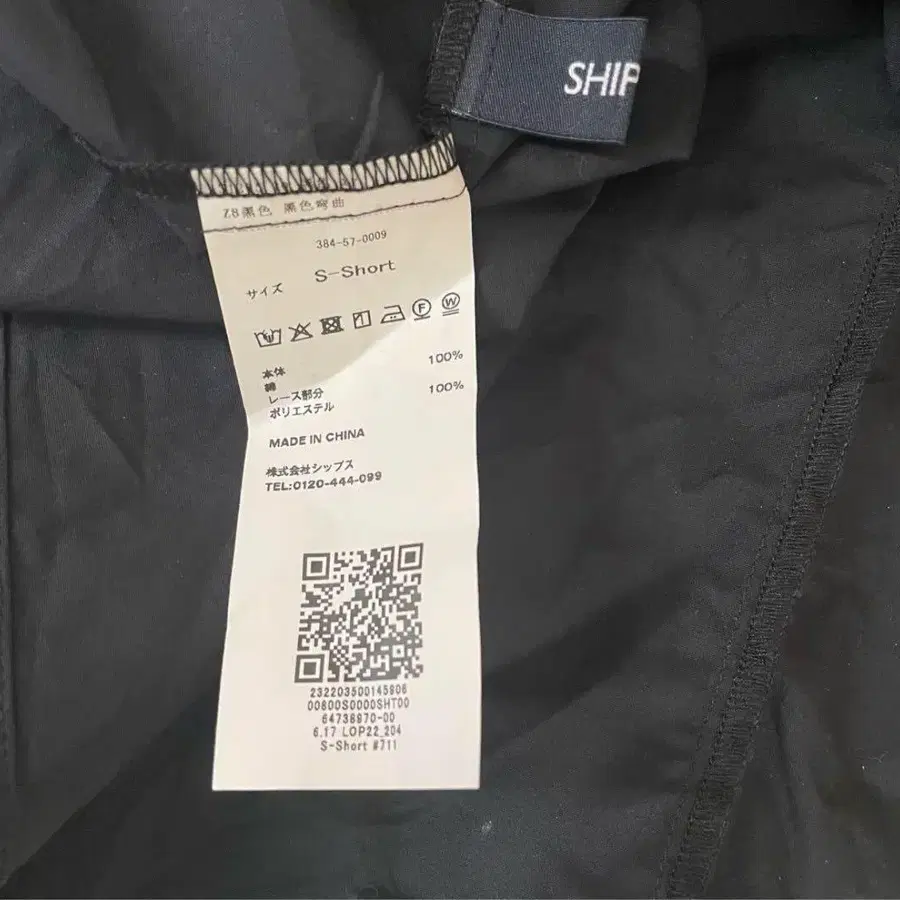 SHIP
Z8黒色 黒色弯曲
384-57-0009
サイズ S-Short
本体
綿 100%
レース部分
ポリエステル 100%
MADE IN CHINA
株式会社シップス
TEL:0120-444-099
232203500145806
00800S0000SHT00
64738970-00
6.17 LOP22_204
S-Short #711